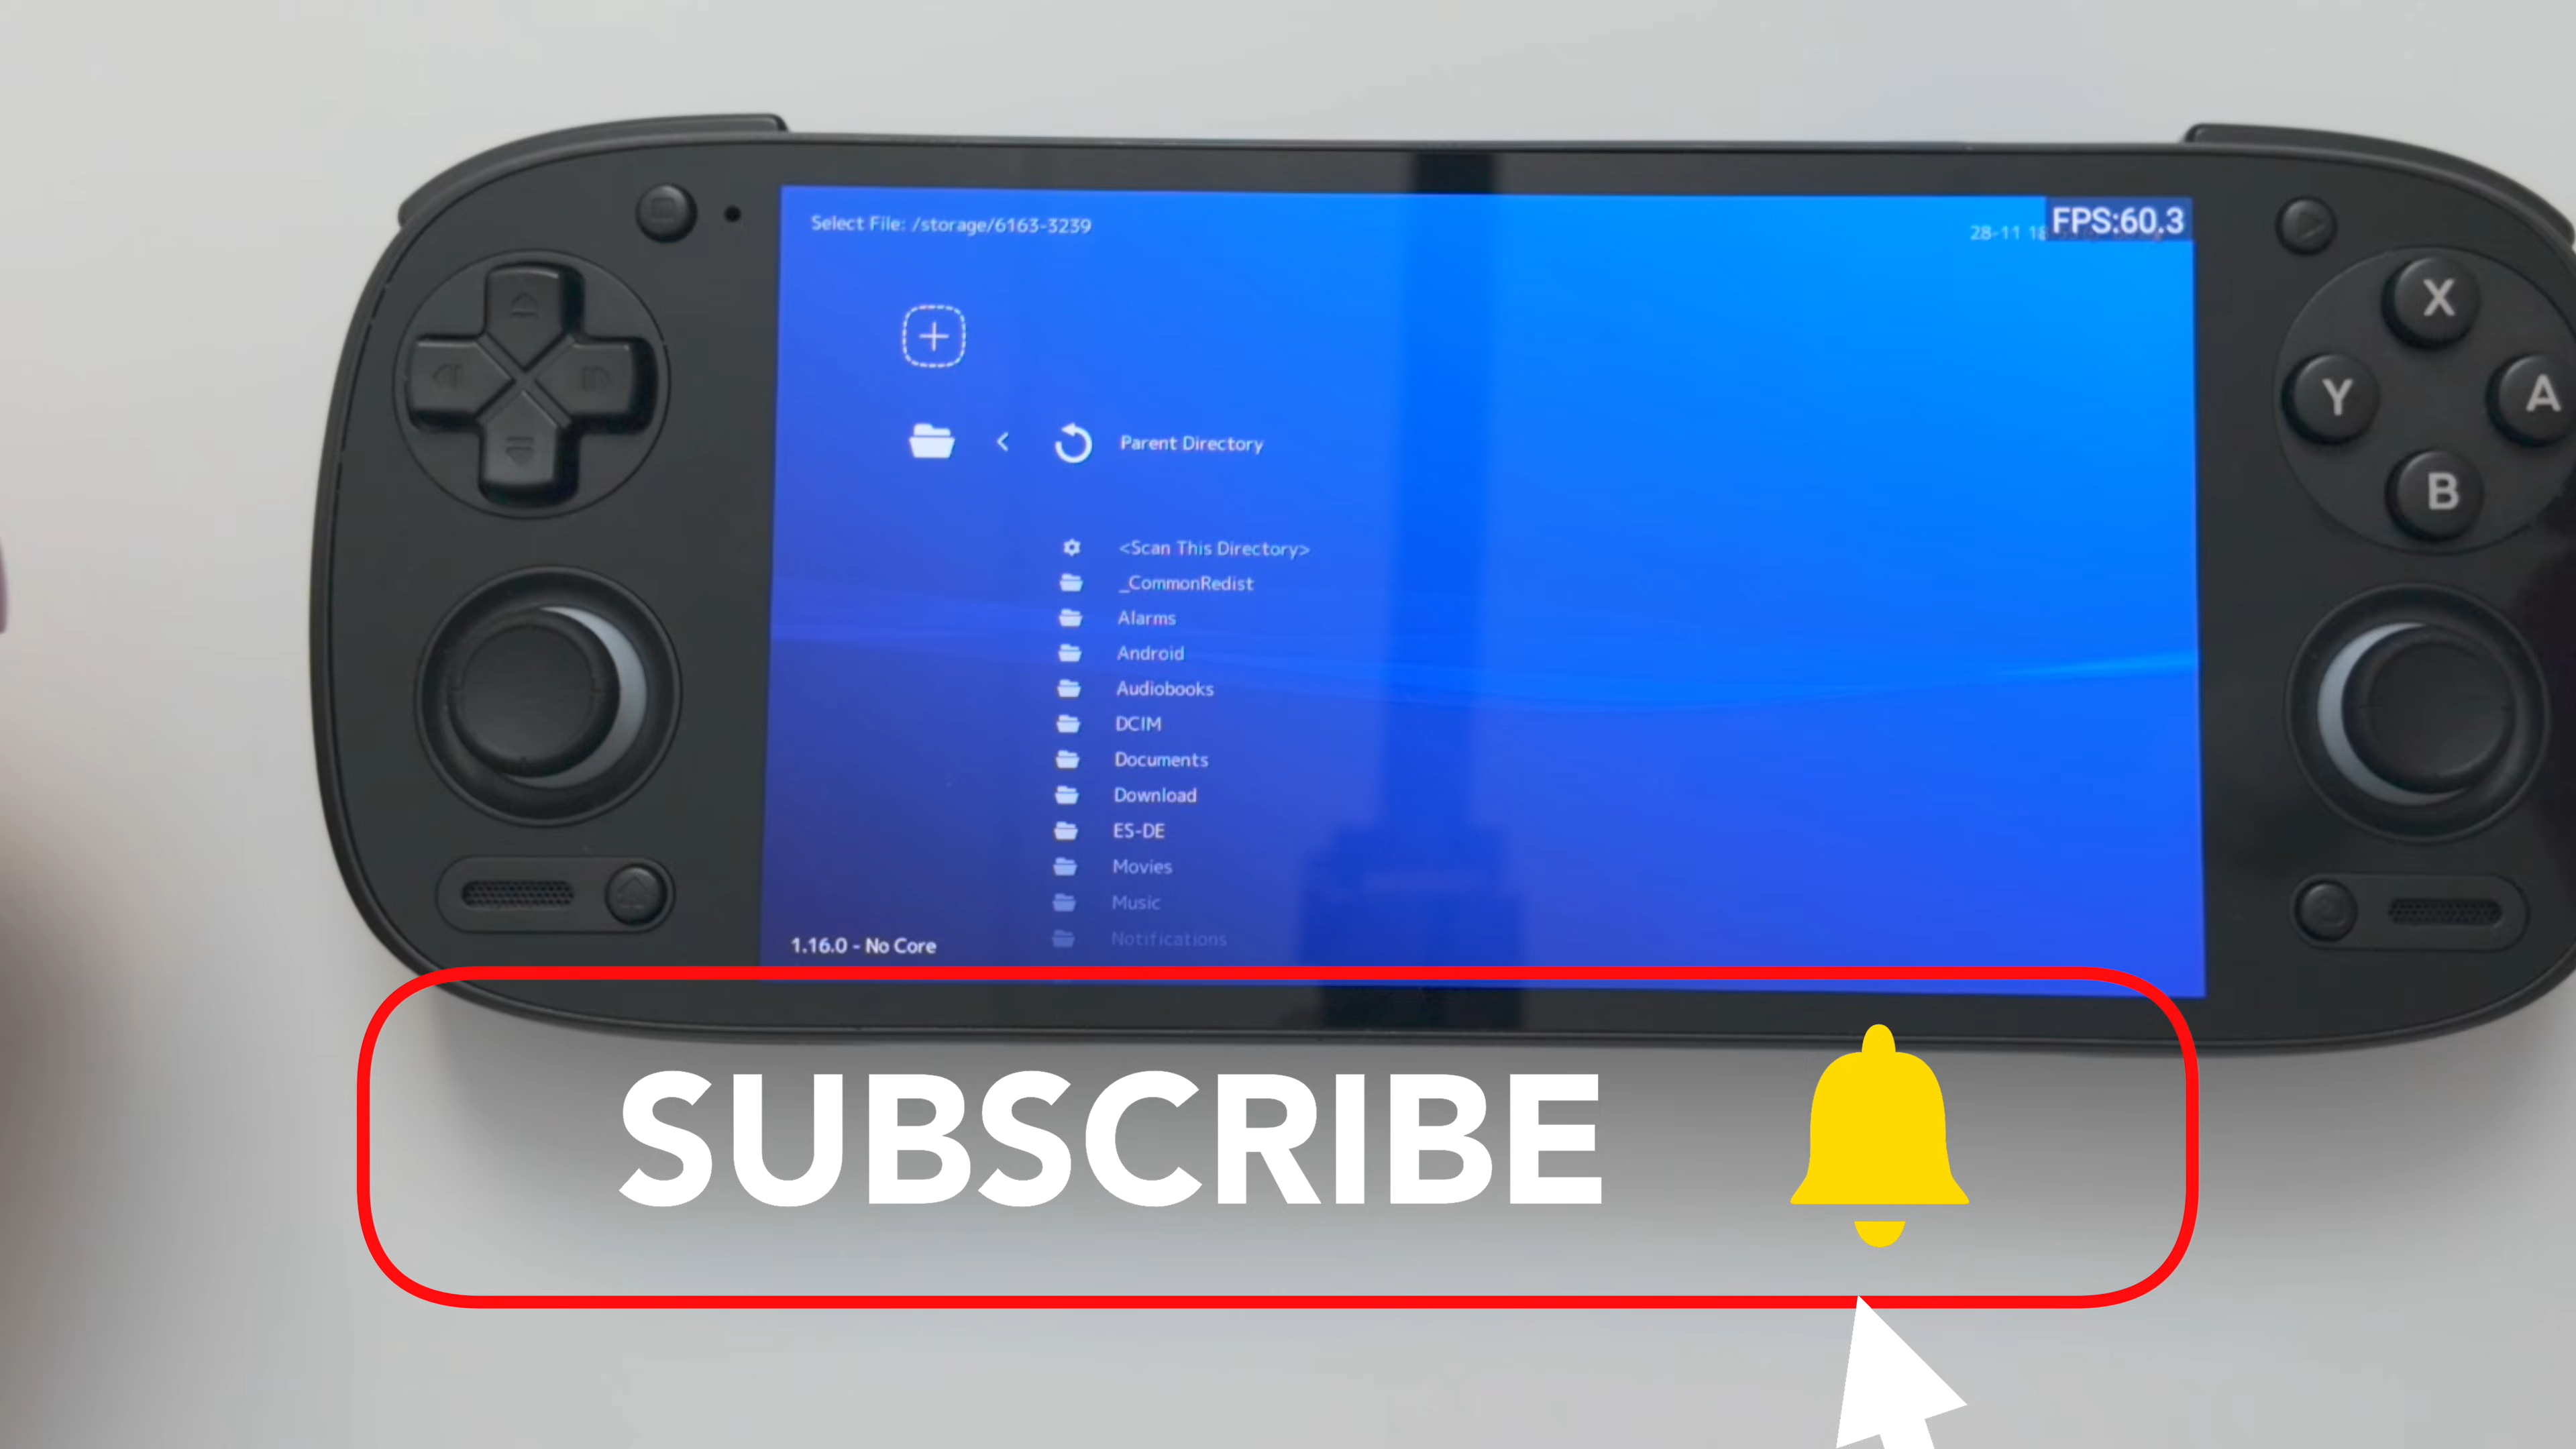 Select File: /storage/6163-3239
28-11 18
FPS:60.3
Parent Directory
<Scan This Directory>
_CommonRedist
Alarms
Android
Audiobooks
DCIM
Documents
Download
ES-DE
Movies
Music
Notifications
1.16.0 - No Core
X
Y
A
B
SUBSCRIBE